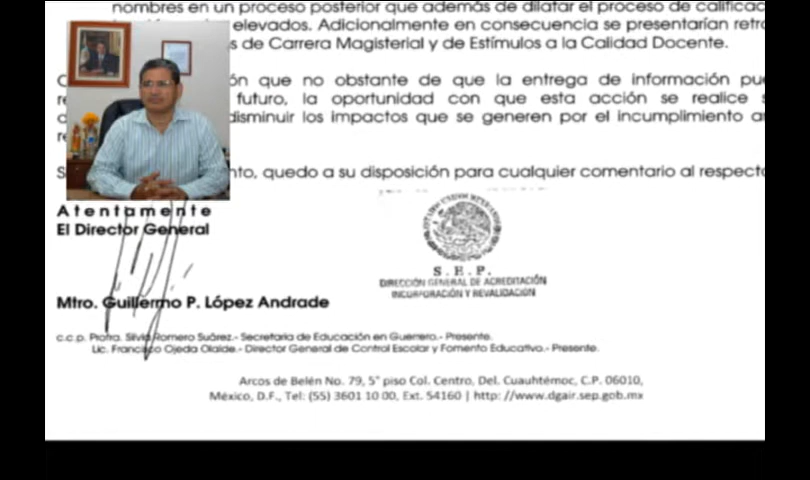 nombres en un proceso posterior que además de dilatar el proceso de calificac
elevados. Adicionalmente en consecuencia se presentarían retr
s de Carrera Magisterial y de Estímulos a la Calidad Docente.
ón que no obstante de que la entrega de información pue
futuro, la oportunidad con que esta acción se realice s
disminuir los impactos que se generen por el incumplimiento a
nto, quedo a su disposición para cualquier comentario al respecto
Atentamente
El Director General
S.E.P.
DIRECCIÓN GENERAL DE ACREDITACIÓN
INCORPORACIÓN Y REVALIDACIÓN
Mtro. Guillermo P. López Andrade
c.c.p. Profra. Silvia Romero Suárez.- Secretaria de Educación en Guerrero.- Presente.
Lic. Francisco Ojeda Olalde.- Director General de Control Escolar y Fomento Educativo.- Presente.
Arcos de Belén No. 79, 5° piso Col. Centro, Del. Cuauhtémoc, C.P. 06010,
México, D.F., Tel: (55) 3601 10 00, Ext. 54160 | http: //www.dgair.sep.gob.mx